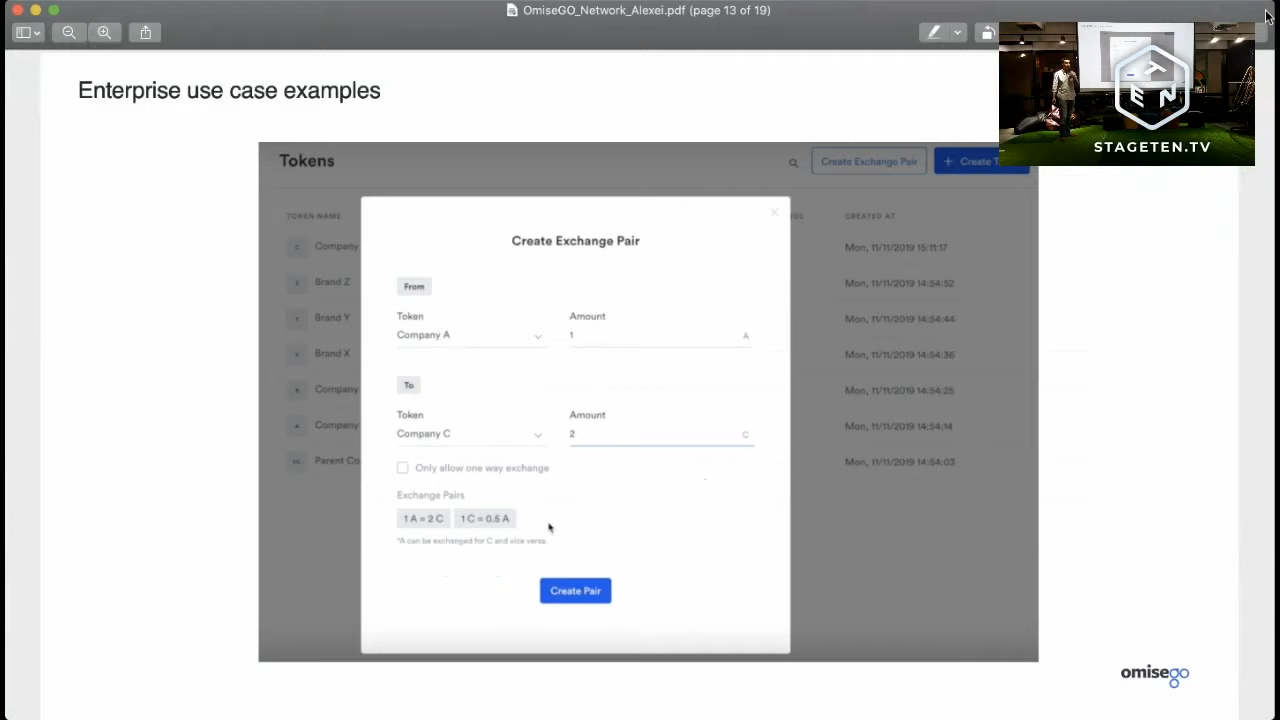 OmiseGO_Network_Alexei.pdf (page 13 of 19)
Enterprise use case examples
TEN
STAGETEN.TV
Tokens
Create Exchange Pair
+ Create T
TOKEN NAME
CREATED AT
C Company
Mon, 11/11/2019 15:11:17
Z Brand Z
Mon, 11/11/2019 14:54:52
Y Brand Y
Mon, 11/11/2019 14:54:44
X Brand X
Mon, 11/11/2019 14:54:36
B Company
Mon, 11/11/2019 14:54:25
A Company
Mon, 11/11/2019 14:54:14
Parent Co
Mon, 11/11/2019 14:54:03
Create Exchange Pair
From
Token Amount
Company A 1 A
To
Token Amount
Company C 2 C
Only allow one way exchange
Exchange Pairs
1 A = 2 C 1 C = 0.5 A
*A can be exchanged for C and vice versa.
Create Pair
omisego